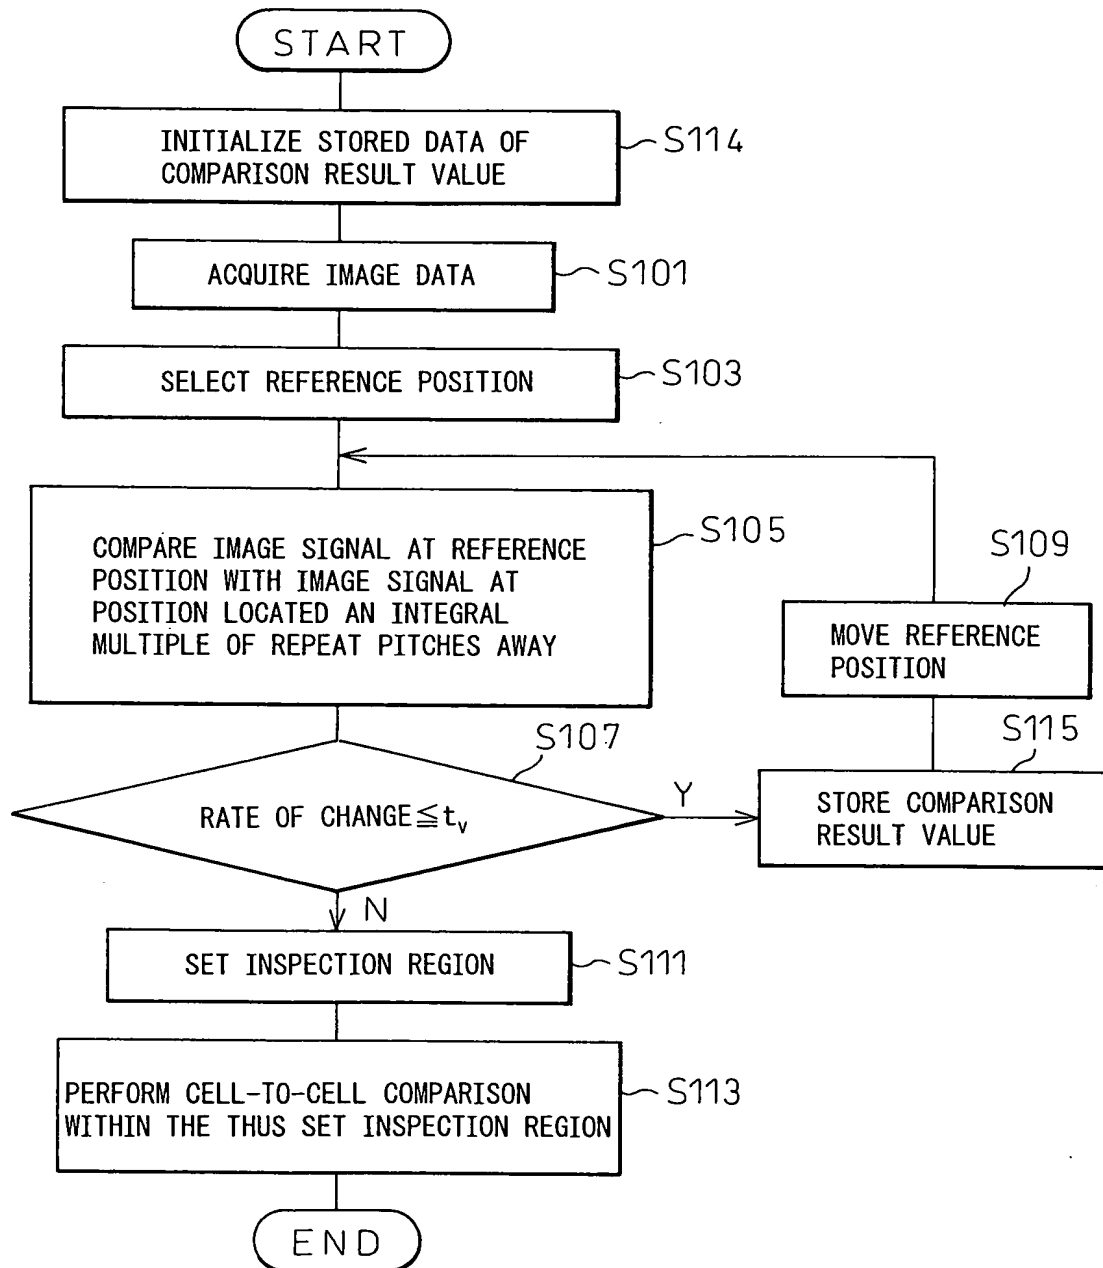 START
INITIALIZE STORED DATA OF
COMPARISON RESULT VALUE
S114
ACQUIRE IMAGE DATA
S101
SELECT REFERENCE POSITION
S103
COMPARE IMAGE SIGNAL AT REFERENCE
POSITION WITH IMAGE SIGNAL AT
POSITION LOCATED AN INTEGRAL
MULTIPLE OF REPEAT PITCHES AWAY
S105
S109
MOVE REFERENCE
POSITION
S107
RATE OF CHANGE≦tv
Y
S115
STORE COMPARISON
RESULT VALUE
N
SET INSPECTION REGION
S111
PERFORM CELL-TO-CELL COMPARISON
WITHIN THE THUS SET INSPECTION REGION
S113
END